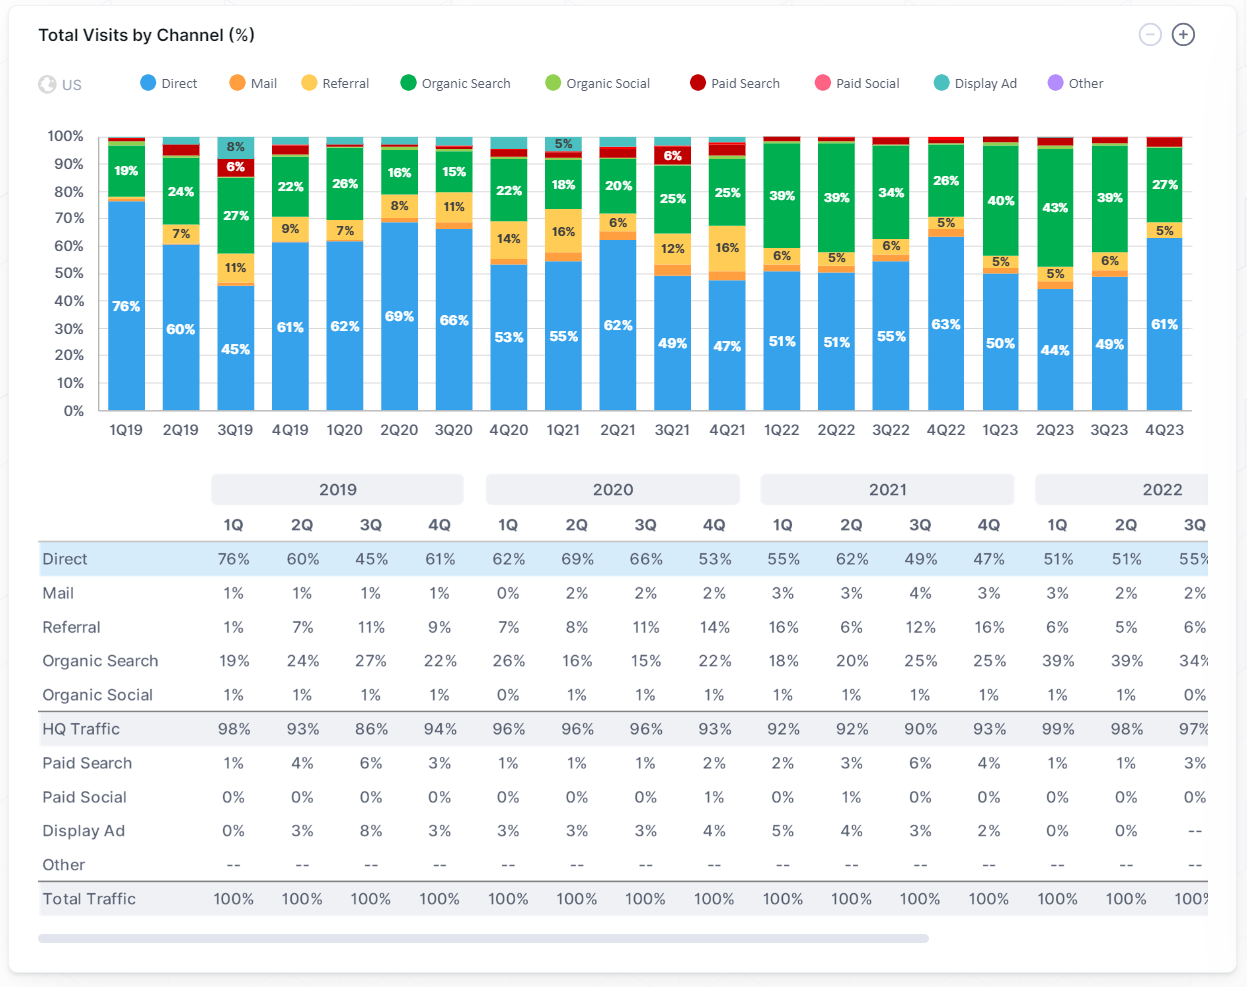 Total Visits by Channel (%)
US Direct Mail Referral Organic Search Organic Social Paid Search Paid Social Display Ad Other
100%
90%
80%
70%
60%
50%
40%
30%
20%
10%
0%
19% 76%
24% 7% 60%
8% 6% 27% 11% 45%
22% 9% 61%
26% 7% 62%
16% 8% 69%
15% 11% 66%
22% 14% 53%
5% 18% 16% 55%
20% 6% 62%
6% 25% 12% 49%
25% 16% 47%
39% 6% 51%
39% 5% 51%
34% 6% 55%
26% 5% 63%
40% 5% 50%
43% 5% 44%
39% 6% 49%
27% 5% 61%
1Q19 2Q19 3Q19 4Q19 1Q20 2Q20 3Q20 4Q20 1Q21 2Q21 3Q21 4Q21 1Q22 2Q22 3Q22 4Q22 1Q23 2Q23 3Q23 4Q23
2019 2020 2021 2022
1Q 2Q 3Q 4Q 1Q 2Q 3Q 4Q 1Q 2Q 3Q 4Q 1Q 2Q 3Q
Direct 76% 60% 45% 61% 62% 69% 66% 53% 55% 62% 49% 47% 51% 51% 55%
Mail 1% 1% 1% 1% 0% 2% 2% 2% 3% 3% 4% 3% 3% 2% 2%
Referral 1% 7% 11% 9% 7% 8% 11% 14% 16% 6% 12% 16% 6% 5% 6%
Organic Search 19% 24% 27% 22% 26% 16% 15% 22% 18% 20% 25% 25% 39% 39% 34%
Organic Social 1% 1% 1% 1% 0% 1% 1% 1% 1% 1% 1% 1% 1% 1% 0%
HQ Traffic 98% 93% 86% 94% 96% 96% 96% 93% 92% 92% 90% 93% 99% 98% 97%
Paid Search 1% 4% 6% 3% 1% 1% 1% 2% 2% 3% 6% 4% 1% 1% 3%
Paid Social 0% 0% 0% 0% 0% 0% 0% 1% 0% 1% 0% 0% 0% 0% 0%
Display Ad 0% 3% 8% 3% 3% 3% 3% 4% 5% 4% 3% 2% 0% 0% --
Other -- -- -- -- -- -- -- -- -- -- -- -- -- -- --
Total Traffic 100% 100% 100% 100% 100% 100% 100% 100% 100% 100% 100% 100% 100% 100% 100%